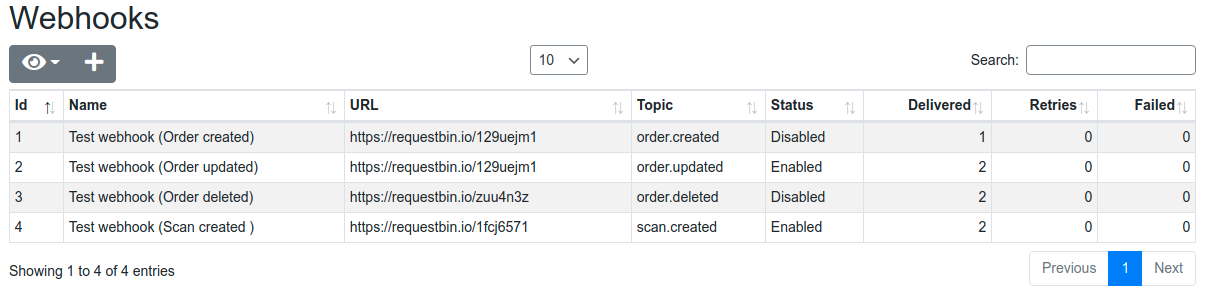 Webhooks
10 Search:
Id Name URL Topic Status Delivered Retries Failed
1 Test webhook (Order created) https://requestbin.io/129uejm1 order.created Disabled 1 0 0
2 Test webhook (Order updated) https://requestbin.io/129uejm1 order.updated Enabled 2 0 0
3 Test webhook (Order deleted) https://requestbin.io/zuu4n3z order.deleted Disabled 2 0 0
4 Test webhook (Scan created ) https://requestbin.io/1fcj6571 scan.created Enabled 2 0 0
Showing 1 to 4 of 4 entries Previous 1 Next